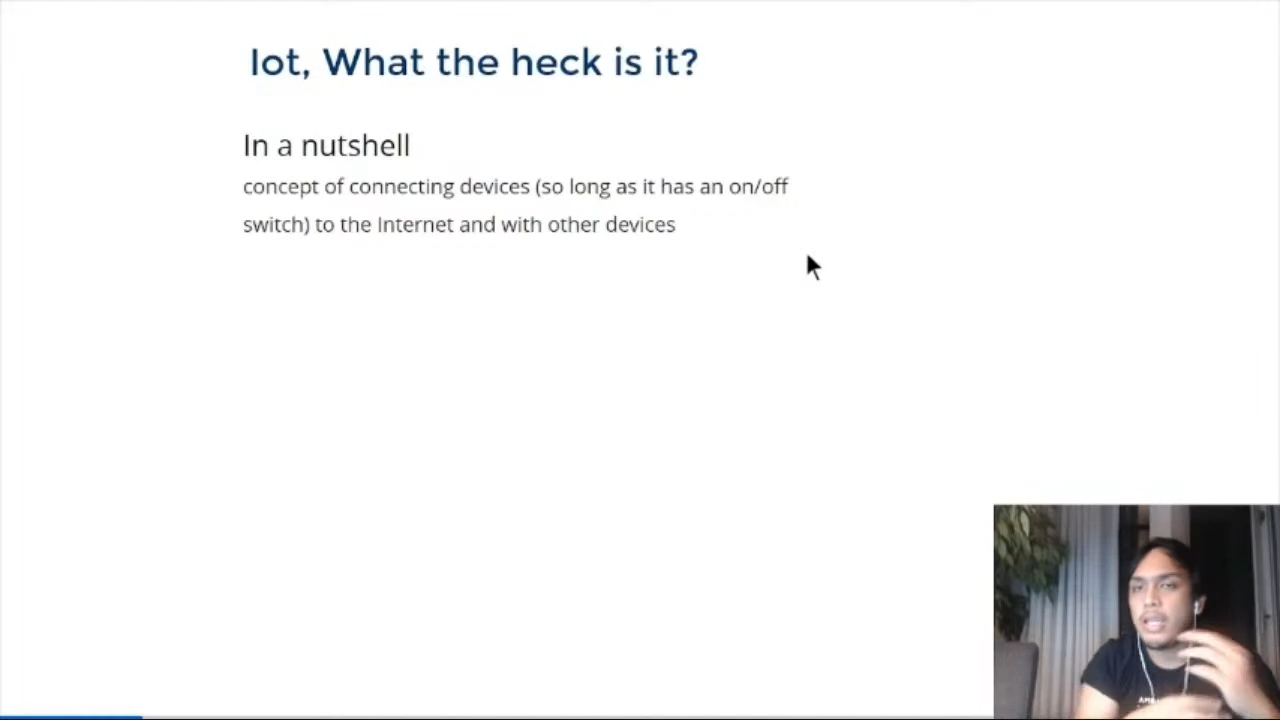 Iot, What the heck is it?
In a nutshell
concept of connecting devices (so long as it has an on/off
switch) to the Internet and with other devices